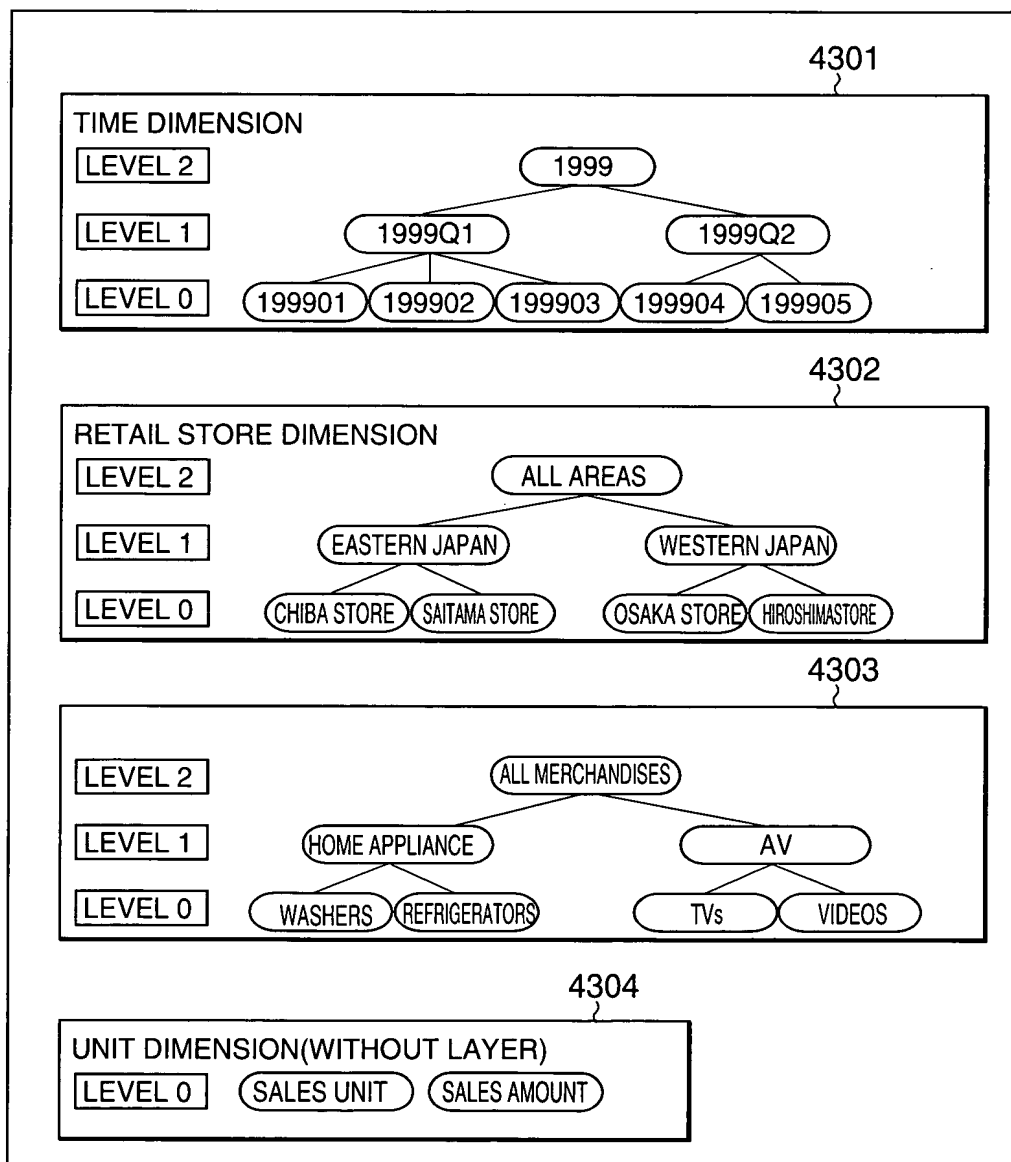 4301
TIME DIMENSION
LEVEL 2
1999
LEVEL 1
1999Q1
1999Q2
LEVEL 0
199901
199902
199903
199904
199905
4302
RETAIL STORE DIMENSION
LEVEL 2
ALL AREAS
LEVEL 1
EASTERN JAPAN
WESTERN JAPAN
LEVEL 0
CHIBA STORE
SAITAMA STORE
OSAKA STORE
HIROSHIMASTORE
4303
LEVEL 2
ALL MERCHANDISES
LEVEL 1
HOME APPLIANCE
AV
LEVEL 0
WASHERS
REFRIGERATORS
TVs
VIDEOS
4304
UNIT DIMENSION(WITHOUT LAYER)
LEVEL 0
SALES UNIT
SALES AMOUNT